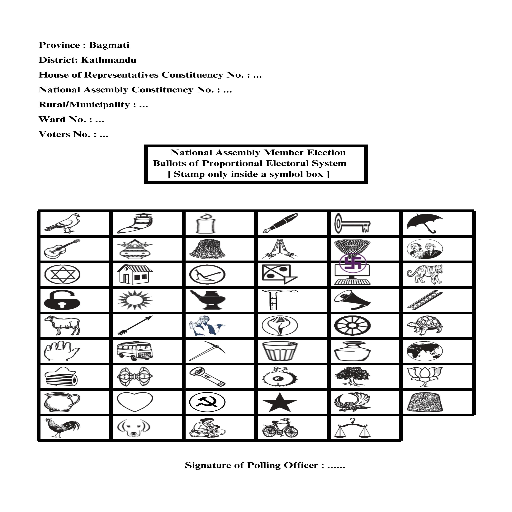 Province : Bagmati
District: Kathmandu
House of Representatives Constituency No. : ...
National Assembly Constituency No. : ...
Rural/Municipality : ...
Ward No. : ...
Voters No. : ...
National Assembly Member Election
Ballots of Proportional Electoral System
[ Stamp only inside a symbol box ]
Signature of Polling Officer : ......